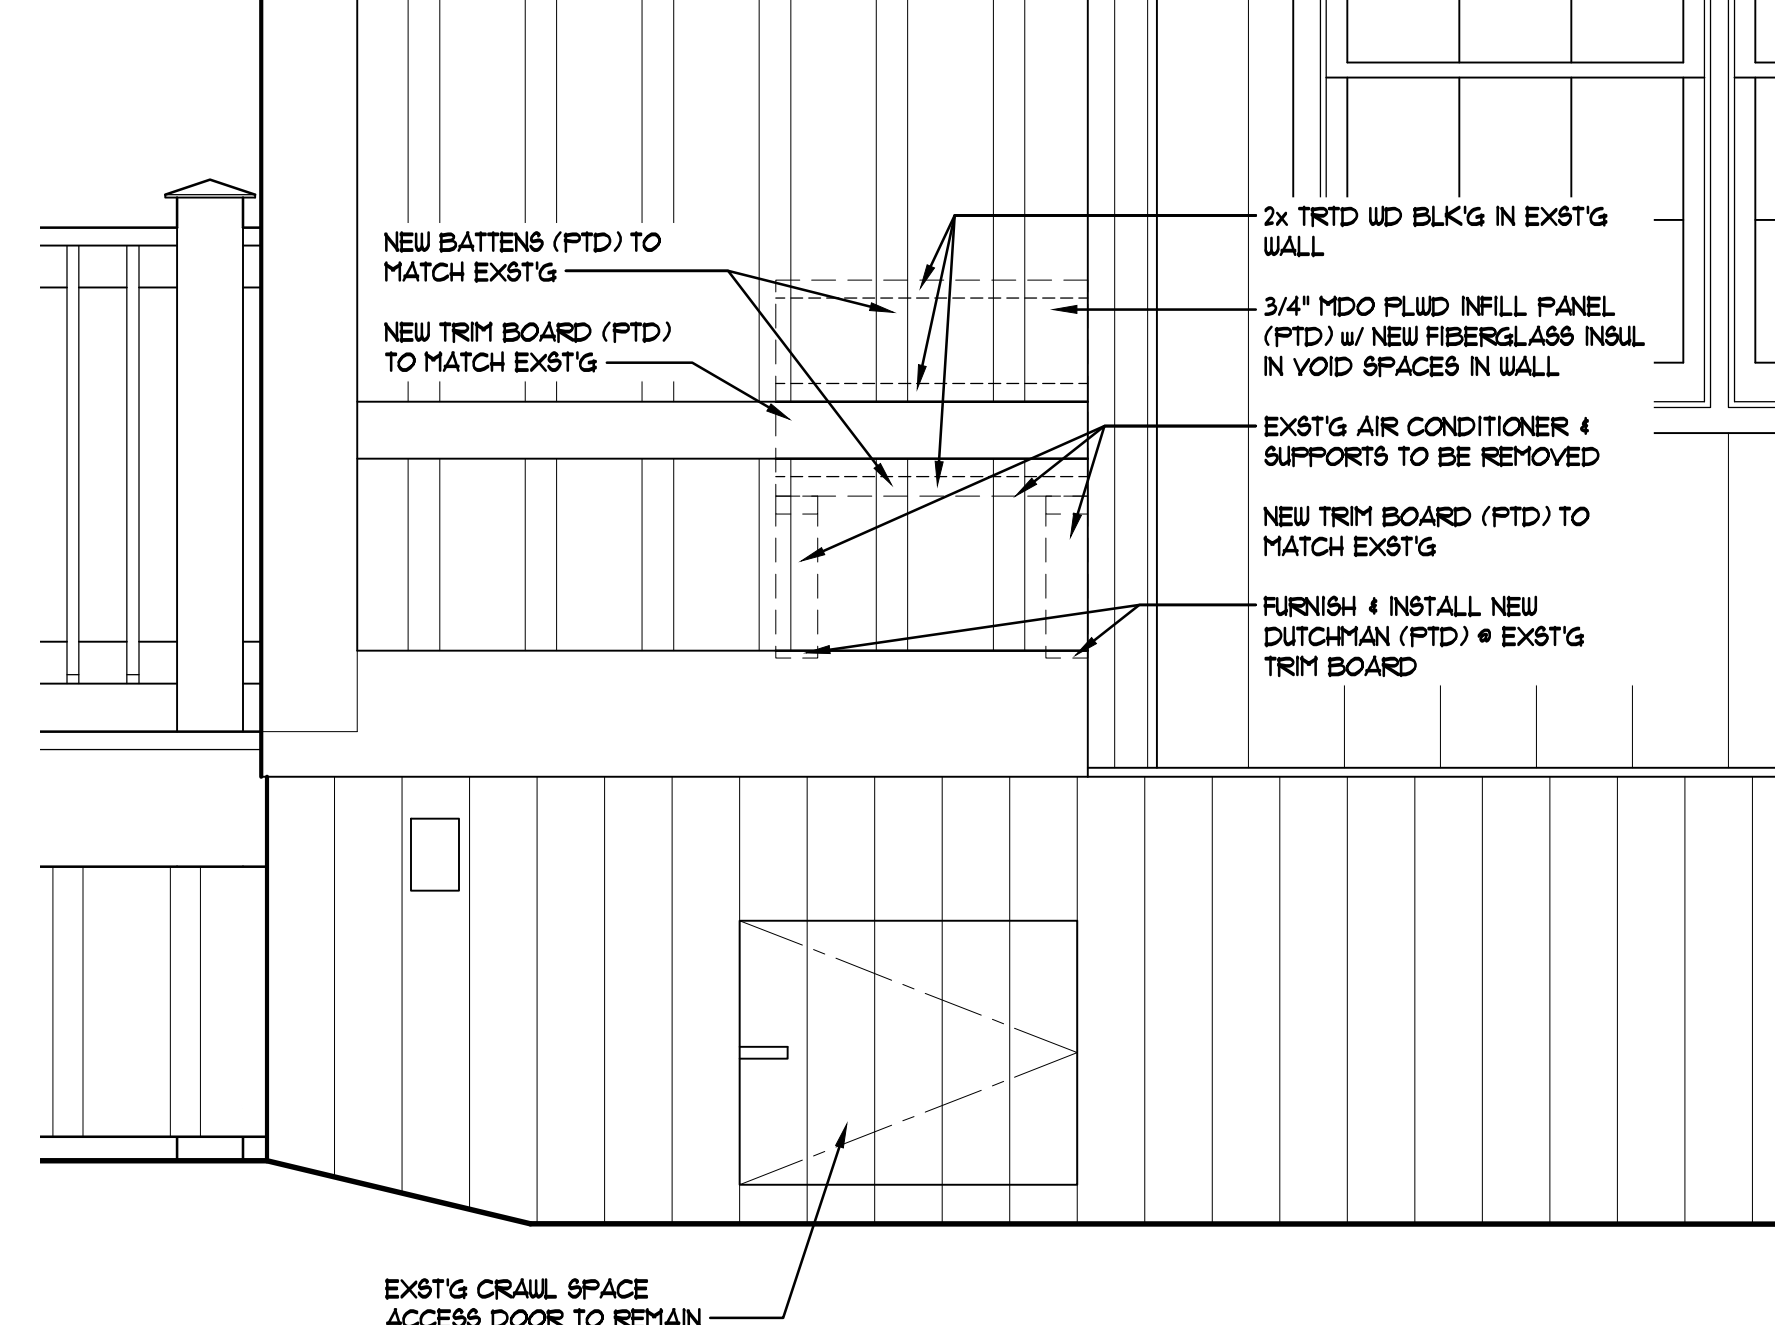 NEW BATTENS (PTD) TO
MATCH EXST'G
NEW TRIM BOARD (PTD)
TO MATCH EXST'G
2x TRTD WD BLK'G IN EXST'G
WALL
3/4" MDO PLWD INFILL PANEL
(PTD) w/ NEW FIBERGLASS INSUL
IN VOID SPACES IN WALL
EXST'G AIR CONDITIONER &
SUPPORTS TO BE REMOVED
NEW TRIM BOARD (PTD) TO
MATCH EXST'G
FURNISH & INSTALL NEW
DUTCHMAN (PTD) @ EXST'G
TRIM BOARD
EXST'G CRAWL SPACE
ACCESS DOOR TO REMAIN